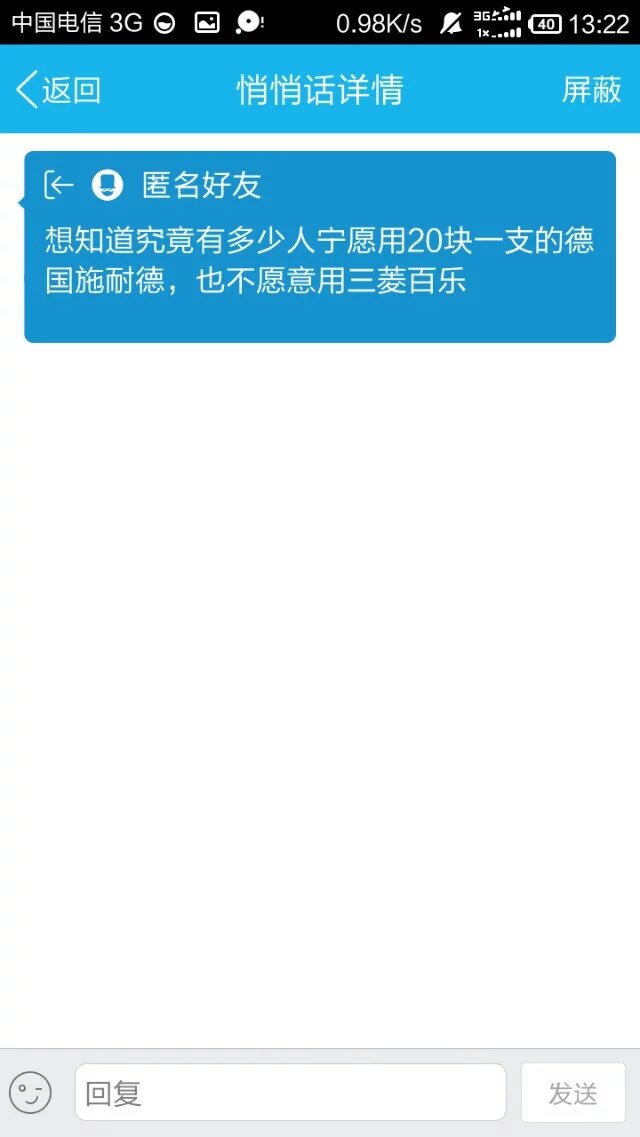 中国电信 3G 0.98K/s 3G 1x 40 13:22
返回 悄悄话详情 屏蔽
匿名好友
想知道究竟有多少人宁愿用20块一支的德
国施耐德，也不愿意用三菱百乐
回复 发送